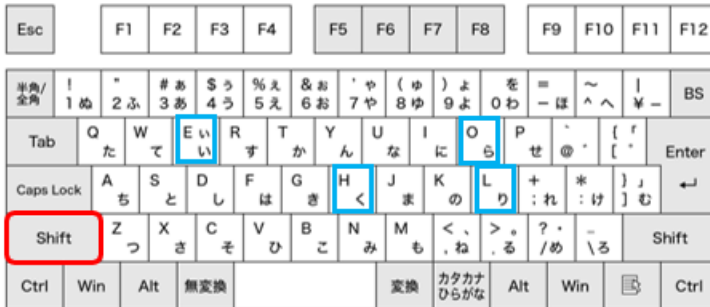 Esc F1 F2 F3 F4 F5 F6 F7 F8 F9 F10 F11 F12
半角/全角 ! 1 ぬ " 2 ふ # ぁ 3 あ $ ぅ 4 う % ぇ 5 え & ぉ 6 お ' ゃ 7 や ( ゅ 8 ゆ ) ょ 9 よ を 0 わ = - ほ ~ ^ へ | ¥ ー BS
Tab Q た W て E ぃ い R す T か Y ん U な I に O ら P せ ` @ ゛ { 「 [ ゜ Enter
Caps Lock A ち S と D し F は G き H く J ま K の L り + ; れ * : け } 」 ] む ↵
Shift Z つ X さ C そ V ひ B こ N み M も < 、 , ね > 。 . る ? ・ / め _ \ ろ Shift
Ctrl Win Alt 無変換 変換 カタカナ ひらがな Alt Win Ctrl